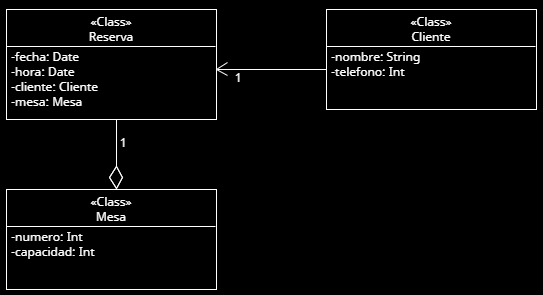 «Class»
Reserva
-fecha: Date
-hora: Date
-cliente: Cliente
-mesa: Mesa
«Class»
Cliente
-nombre: String
-telefono: Int
1
1
«Class»
Mesa
-numero: Int
-capacidad: Int